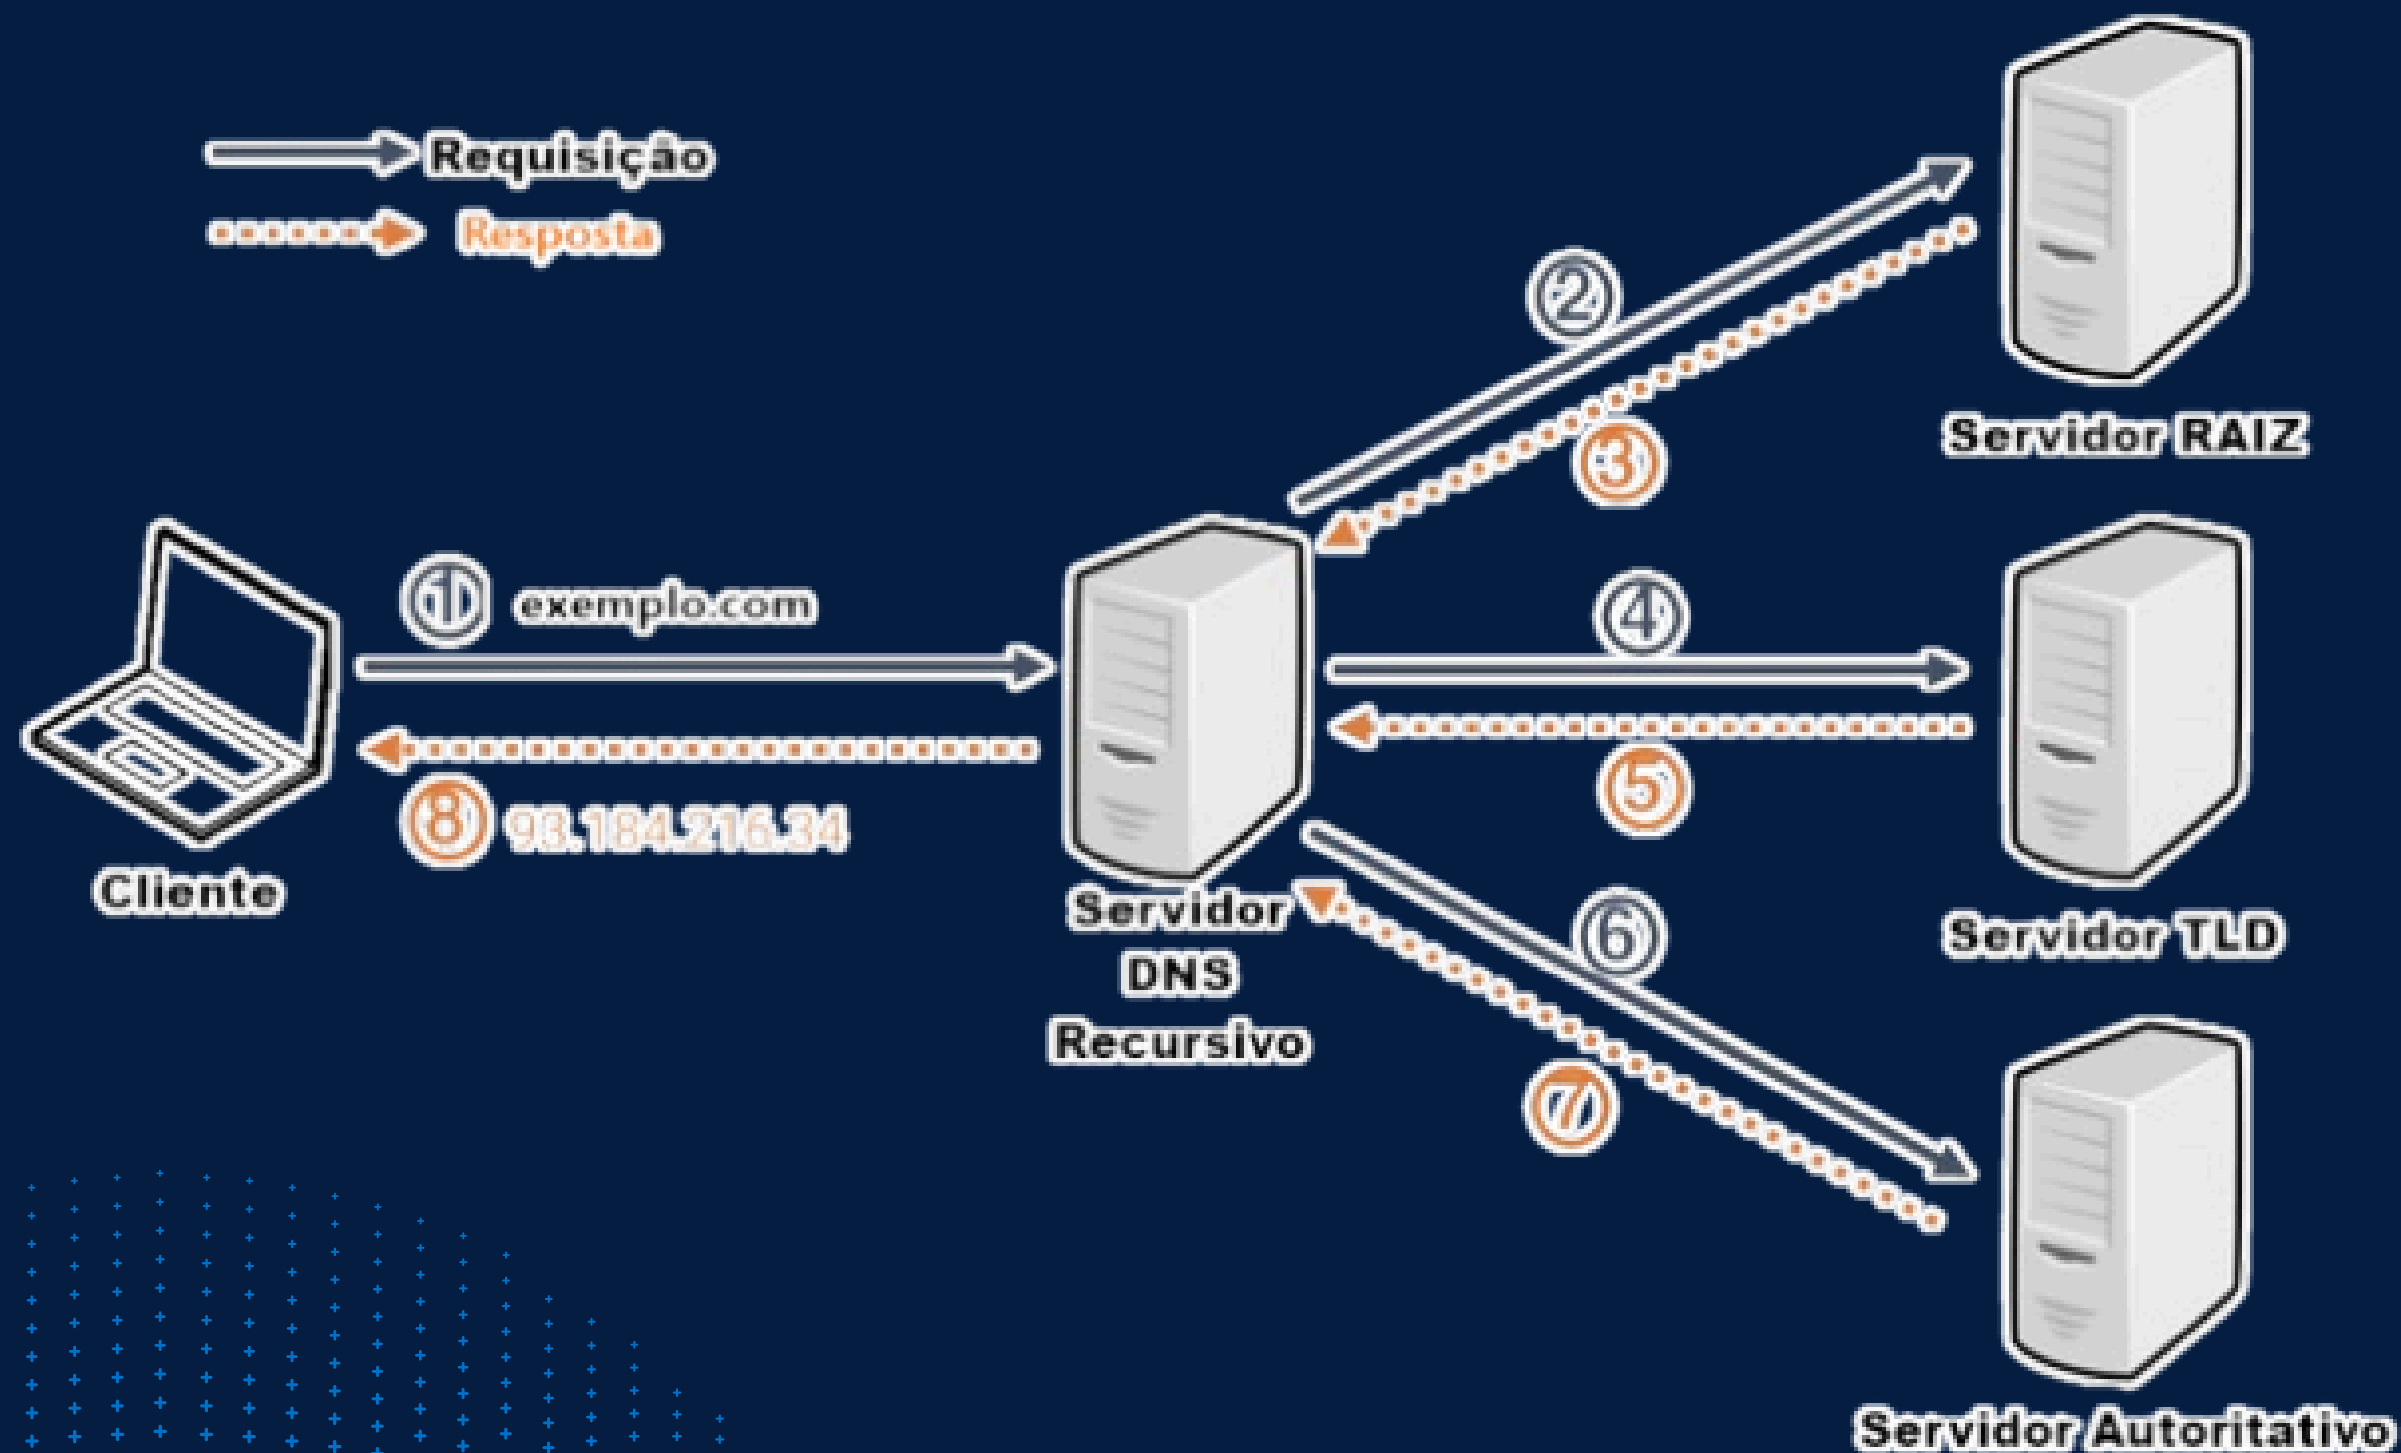 Requisição
Resposta
②
③
Servidor RAIZ
① exemplo.com
④
⑤
⑧ 93.184.216.34
Cliente
Servidor
DNS
Recursivo
Servidor TLD
⑥
⑦
Servidor Autoritativo